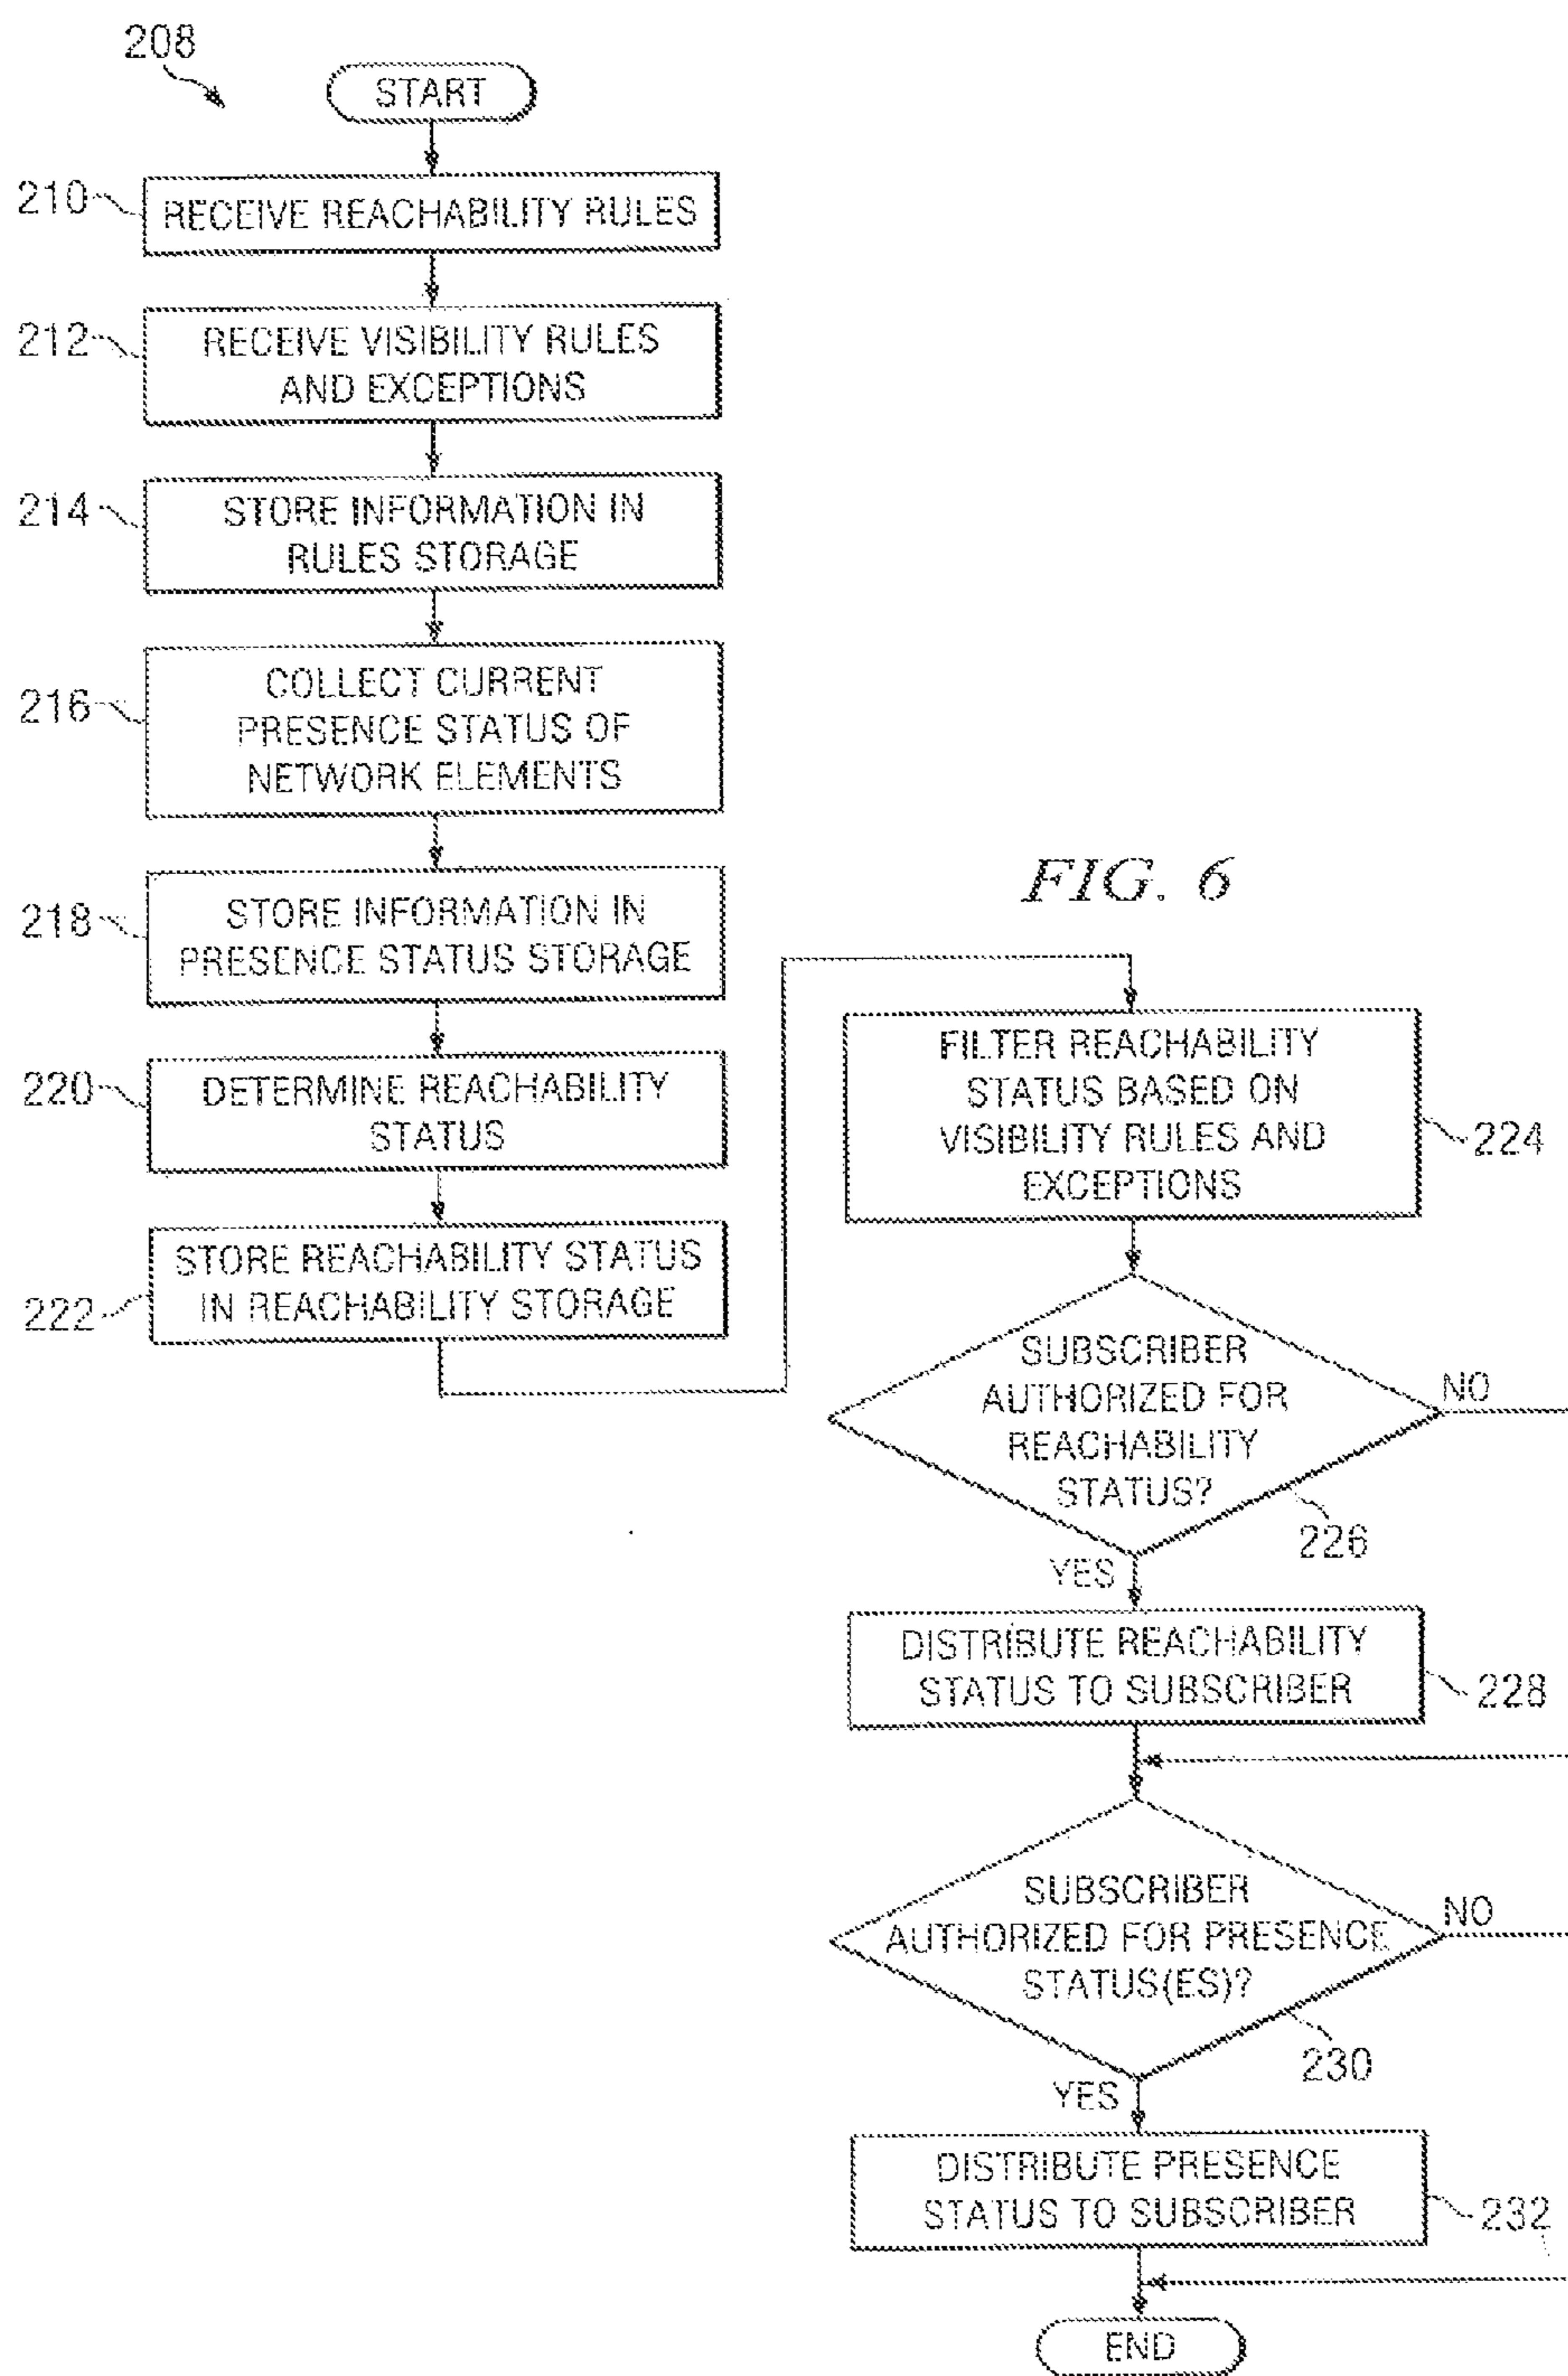 208
START
210
RECEIVE REACHABILITY RULES
212
RECEIVE VISIBILITY RULES
AND EXCEPTIONS
214
STORE INFORMATION IN
RULES STORAGE
216
COLLECT CURRENT
PRESENCE STATUS OF
NETWORK ELEMENTS
218
STORE INFORMATION IN
PRESENCE STATUS STORAGE
220
DETERMINE REACHABILITY
STATUS
222
STORE REACHABILITY STATUS
IN REACHABILITY STORAGE
FIG. 6
FILTER REACHABILITY
STATUS BASED ON
VISIBILITY RULES AND
EXCEPTIONS
224
SUBSCRIBER
AUTHORIZED FOR
REACHABILITY
STATUS?
NO
226
YES
DISTRIBUTE REACHABILITY
STATUS TO SUBSCRIBER
228
SUBSCRIBER
AUTHORIZED FOR PRESENCE
STATUS(ES)?
NO
230
YES
DISTRIBUTE PRESENCE
STATUS TO SUBSCRIBER
232
END